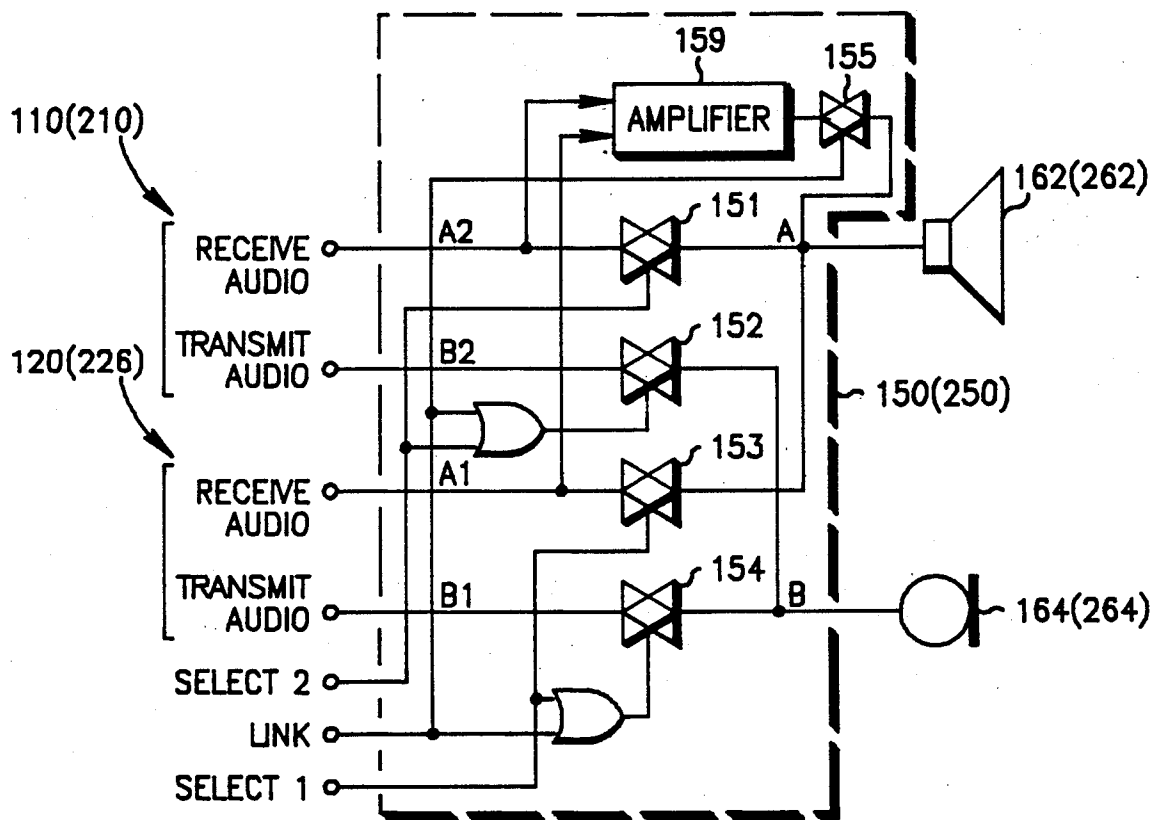 159
155
110(210)
AMPLIFIER
162(262)
151
A2
A
RECEIVE
AUDIO
152
TRANSMIT
AUDIO
B2
120(226)
150(250)
153
A1
RECEIVE
AUDIO
154
TRANSMIT
AUDIO
B1
B
164(264)
SELECT 2
LINK
SELECT 1